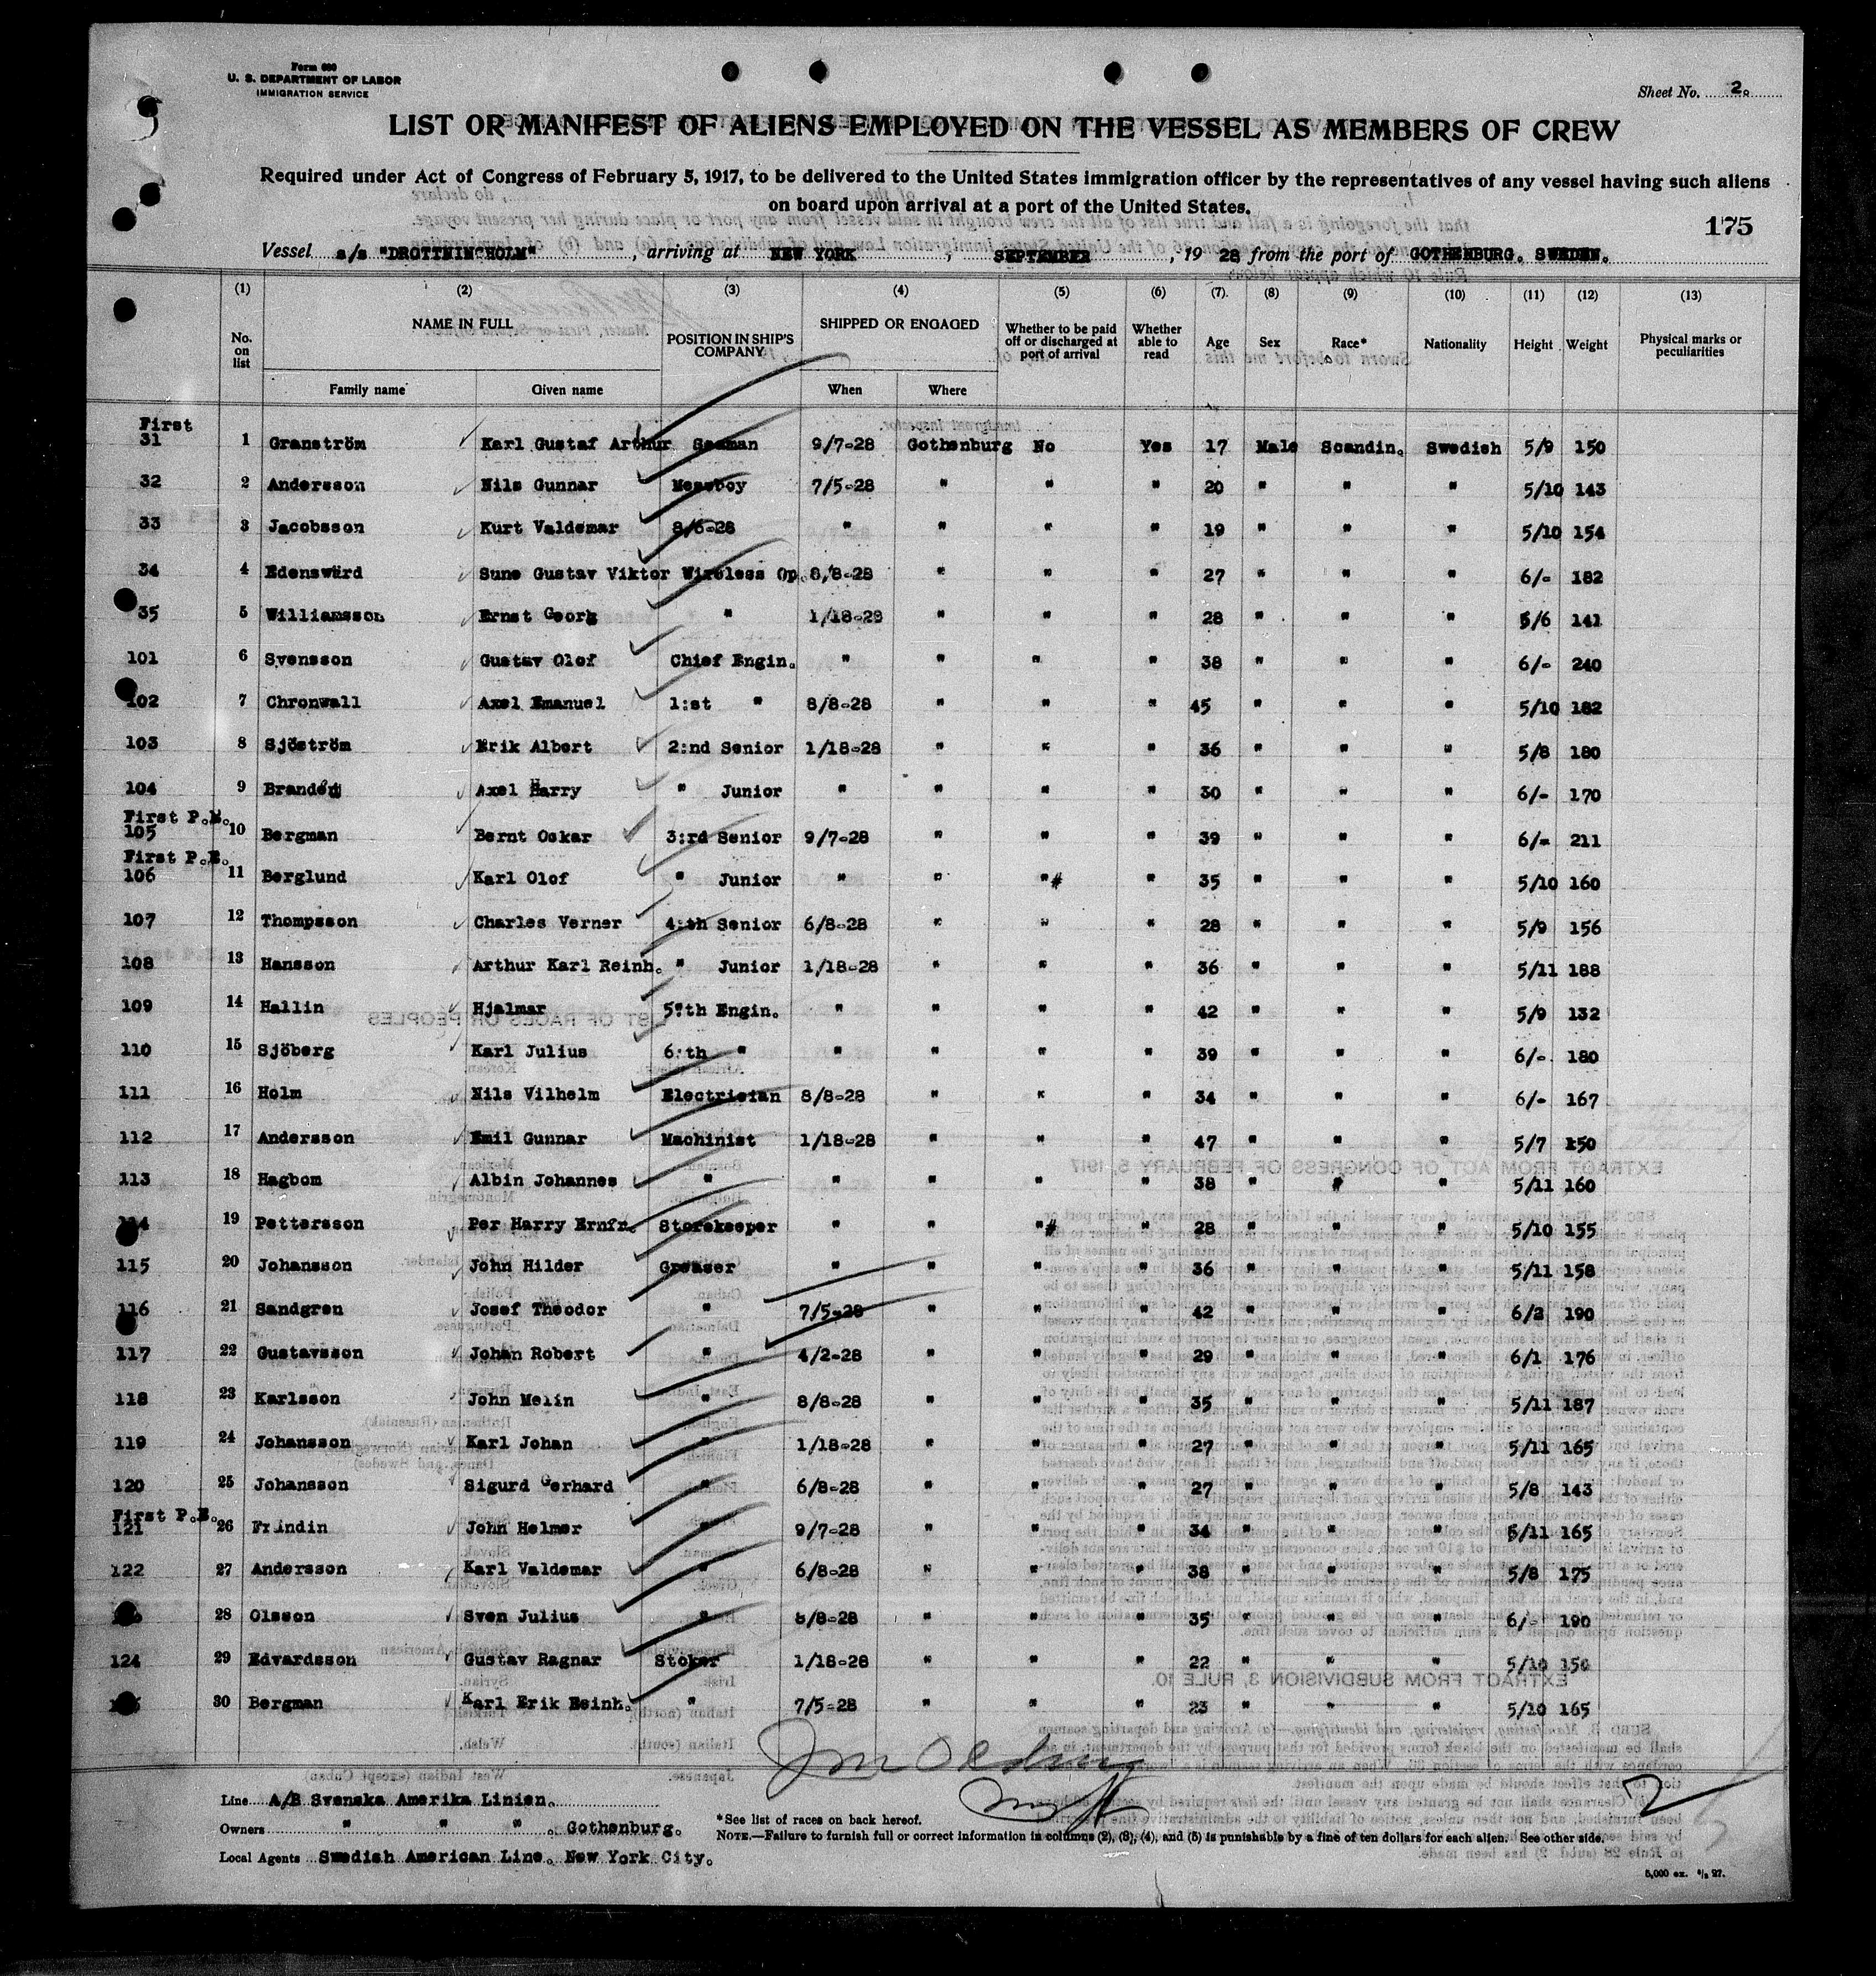 Form 680
U. S. DEPARTMENT OF LABOR
IMMIGRATION SERVICE
Sheet No. 2.
LIST OR MANIFEST OF ALIENS EMPLOYED ON THE VESSEL AS MEMBERS OF CREW
Required under Act of Congress of February 5, 1917, to be delivered to the United States immigration officer by the representatives of any vessel having such aliens
on board upon arrival at a port of the United States.
175
Vessel s/s "DROTTNINGHOLM", arriving at NEW YORK, SEPTEMBER, 1928 from the port of GOTHENBURG. SWEDEN.
(1) (2) (3) (4) (5) (6) (7) (8) (9) (10) (11) (12) (13)
No. on list NAME IN FULL Family name Given name POSITION IN SHIP'S COMPANY SHIPPED OR ENGAGED When Where Whether to be paid off or discharged at port of arrival Whether able to read Age Sex Race* Nationality Height Weight Physical marks or peculiarities
First
31 1 Granström Karl Gustaf Arthur Seaman 9/7-28 Gothenburg No Yes 17 Male Scandin. Swedish 5/9 150
32 2 Andersson Nils Gunnar Messboy 7/5-28 " " " 20 " " " 5/10 143
33 3 Jacobsson Kurt Valdemar 8/6-28 " " " " 19 " " " 5/10 154
34 4 Edenswärd Sune Gustav Viktor Wireless Op. 8/8-28 " " " 27 " " " 6/- 182
35 5 Williamsson Ernst Georg " 1/18-28 " " " 28 " " " 5/6 141
101 6 Svensson Gustav Olof Chief Engin. " " " " 38 " " " 6/- 240
102 7 Chronwall Axel Emanuel 1:st " 8/8-28 " " " 45 " " " 5/10 182
103 8 Sjöström Erik Albert 2:nd Senior 1/18-28 " " " 36 " " " 5/8 180
104 9 Brandén Axel Harry " Junior " " " " 30 " " " 6/- 170
First P.E.
105 10 Bergman Bernt Oskar 3:rd Senior 9/7-28 " " " 39 " " " 6/- 211
First P.E.
106 11 Berglund Karl Olof " Junior " " "# " 35 " " " 5/10 160
107 12 Thompsson Charles Verner 4:th Senior 6/8-28 " " " 28 " " " 5/9 156
108 13 Hansson Arthur Karl Reinh. " Junior 1/18-28 " " " 36 " " " 5/11 188
109 14 Hallin Hjalmar 5:th Engin. " " " " 42 " " " 5/9 132
110 15 Sjöberg Karl Julius 6:th " " " " " 39 " " " 6/- 180
111 16 Holm Nils Vilhelm Electrician 8/8-28 " " " 34 " " " 6/- 167
112 17 Andersson Emil Gunnar Machinist 1/18-28 " " " 47 " " " 5/7 150
113 18 Hagbom Albin Johannes " " " " " 38 " " " 5/11 160
114 19 Pettersson Per Harry Ernfr. Storekeeper " " "# " 28 " " " 5/10 155
115 20 Johansson John Hilder Greaser " " " " 36 " " " 5/11 158
116 21 Sandgren Josef Theodor " 7/5-28 " " " 42 " " " 6/2 190
117 22 Gustavsson Johan Robert " 4/2-28 " " " 29 " " " 6/1 176
118 23 Karlsson John Melin " 8/8-28 " " " 35 " " " 5/11 187
119 24 Johansson Karl Johan " 1/18-28 " " " 27 " " " 5/11 165
120 25 Johansson Sigurd Gerhard " 6/8-28 " " " 27 " " " 5/8 143
First P.E.
121 26 Frindin John Helmer " 9/7-28 " " " 34 " " " 5/11 165
122 27 Andersson Karl Valdemar " 6/8-28 " " " 38 " " " 5/8 175
28 Olsson Sven Julius " 8/8-28 " " " 35 " " " 6/- 190
124 29 Edvardsson Gustav Ragnar Stoker 1/18-28 " " " 22 " " " 5/10 150
30 Bergman Karl Erik Heinh. " 7/5-28 " " " 23 " " " 5/10 165
Line A/B Svenska Amerika Linien.
Owners " " " . Gothenburg.
Local Agents Swedish American Line. New York City.
*See list of races on back hereof.
NOTE.—Failure to furnish full or correct information in columns (2), (3), (4), and (5) is punishable by a fine of ten dollars for each alien. See other side.
2